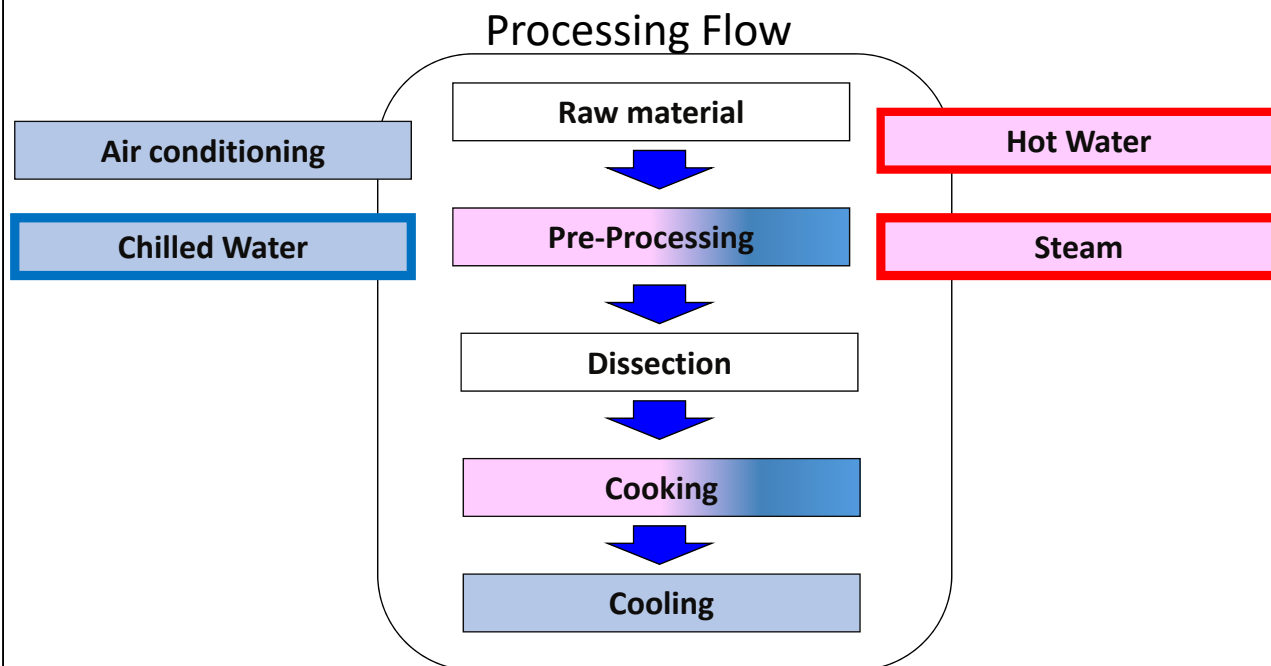 Processing Flow
Raw material
Air conditioning
Hot Water
Chilled Water
Pre-Processing
Steam
Dissection
Cooking
Cooling